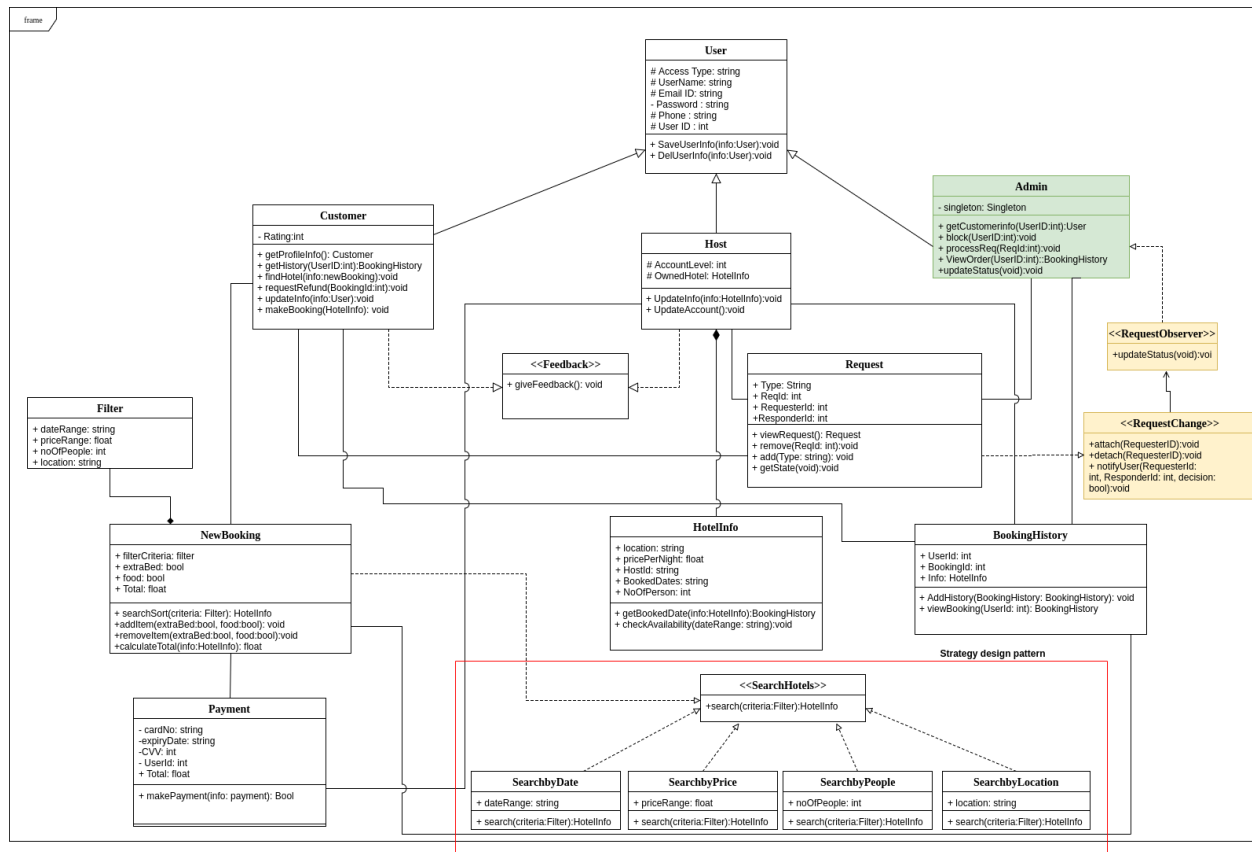 frame
User
# Access Type: string
# UserName: string
# Email ID: string
- Password : string
# Phone : string
# User ID : int
+ SaveUserInfo(info:User):void
+ DelUserInfo(info:User):void
Admin
- singleton: Singleton
+ getCustomerinfo(UserID:int):User
+ block(UserID:int):void
+ processReq(ReqId:int):void
+ ViewOrder(UserID:int)::BookingHistory
+updateStatus(void):void
Customer
- Rating:int
+ getProfileInfo(): Customer
+ getHistory(UserID:int):BookingHistory
+ findHotel(info:newBooking):void
+ requestRefund(BookingId:int):void
+ updateInfo(info:User):void
+ makeBooking(HotelInfo): void
Host
# AccountLevel: int
# OwnedHotel: HotelInfo
+ UpdateInfo(info:HotelInfo):void
+ UpdateAccount():void
<<RequestObserver>>
+updateStatus(void):voi
<<Feedback>>
+ giveFeedback(): void
Request
+ Type: String
+ ReqId: int
+ RequesterId: int
+ResponderId: int
+ viewRequest(): Request
+ remove(ReqId: int):void
+ add(Type: string): void
+ getState(void):void
Filter
+ dateRange: string
+ priceRange: float
+ noOfPeople: int
+ location: string
<<RequestChange>>
+attach(RequesterID):void
+detach(RequesterID):void
+ notifyUser(RequesterId:
int, ResponderId: int, decision:
bool):void
NewBooking
+ filterCriteria: filter
+ extraBed: bool
+ food: bool
+ Total: float
+ searchSort(criteria: Filter): HotelInfo
+addItem(extraBed:bool, food:bool): void
+removeItem(extraBed:bool, food:bool):void
+calculateTotal(info:HotelInfo): float
HotelInfo
+ location: string
+ pricePerNight: float
+ HostId: string
+ BookedDates: string
+ NoOfPerson: int
+ getBookedDate(info:HotelInfo):BookingHistory
+ checkAvailability(dateRange: string):void
BookingHistory
+ UserId: int
+ BookingId: int
+ Info: HotelInfo
+ AddHistory(BookingHistory: BookingHistory): void
+ viewBooking(UserId: int): BookingHistory
Strategy design pattern
<<SearchHotels>>
+search(criteria:Filter):HotelInfo
Payment
- cardNo: string
-expiryDate: string
-CVV: int
- UserId: int
+ Total: float
+ makePayment(info: payment): Bool
SearchbyDate
+ dateRange: string
+ search(criteria:Filter):HotelInfo
SearchbyPrice
+ priceRange: float
+ search(criteria:Filter):HotelInfo
SearchbyPeople
+ noOfPeople: int
+ search(criteria:Filter):HotelInfo
SearchbyLocation
+ location: string
+ search(criteria:Filter):HotelInfo